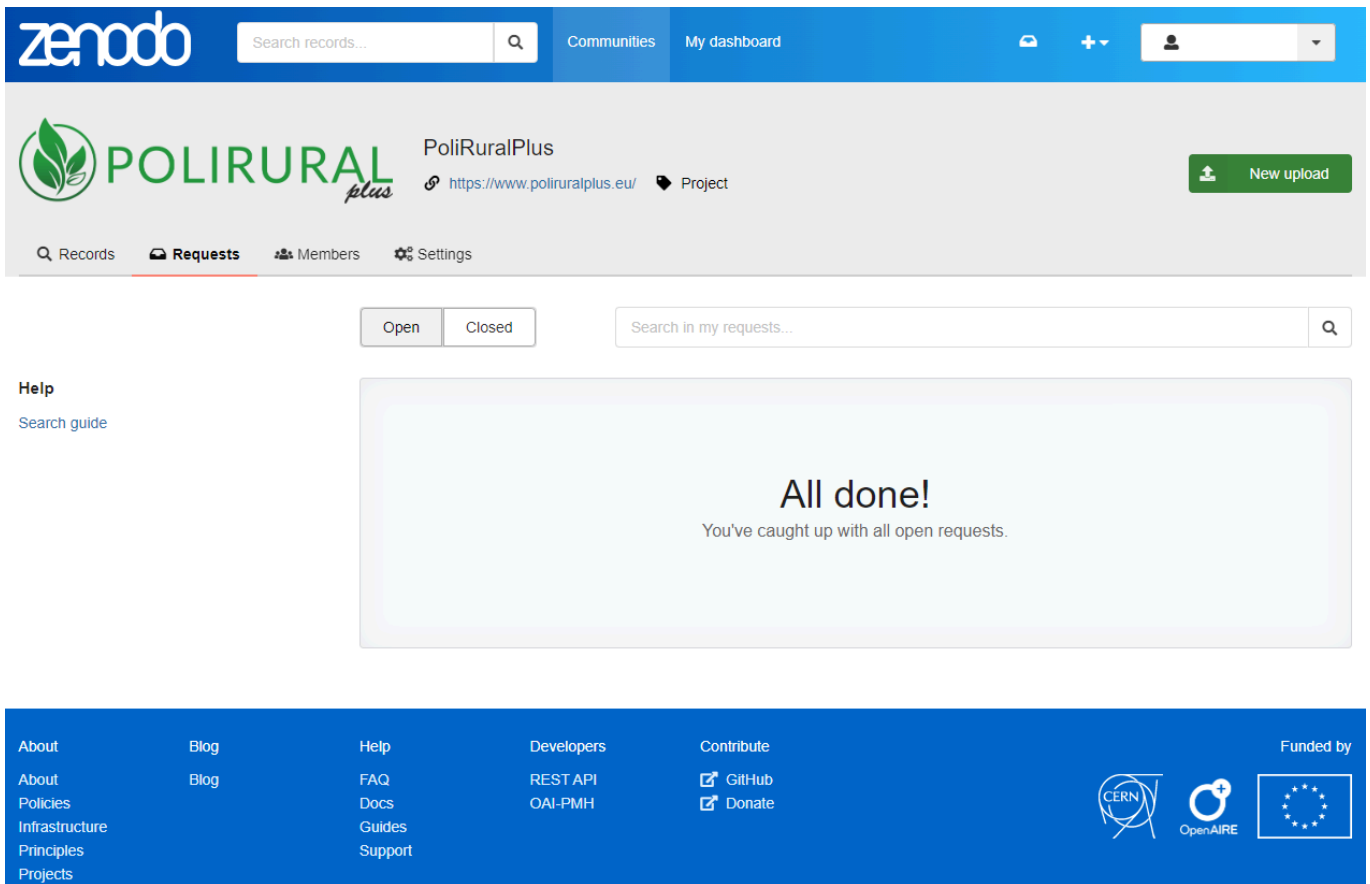 zenodo
Search records...
Communities
My dashboard
POLIRURAL
plus
PoliRuralPlus
https://www.poliruralplus.eu/
Project
New upload
Records
Requests
Members
Settings
Open
Closed
Search in my requests...
Help
Search guide
All done!
You've caught up with all open requests.
About
Blog
Help
Developers
Contribute
Funded by
About
Blog
FAQ
REST API
GitHub
Policies
Docs
OAI-PMH
Donate
Infrastructure
Guides
Principles
Support
Projects
CERN
OpenAIRE